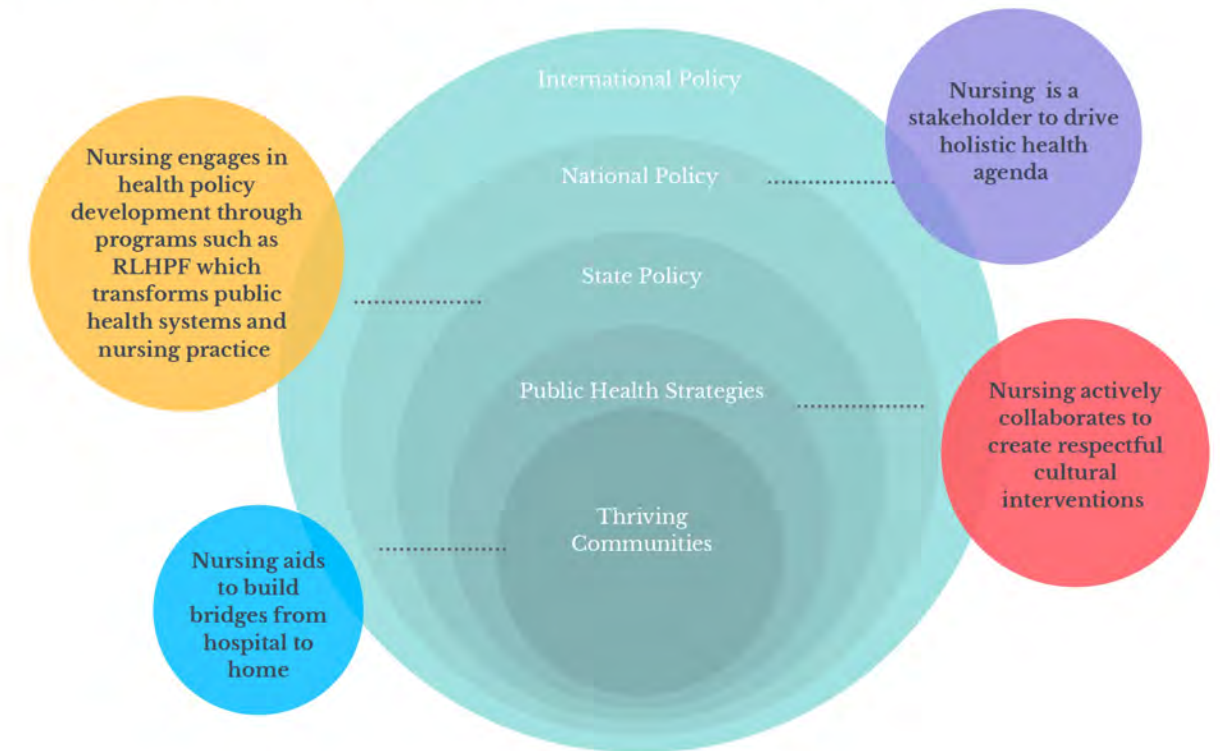 International Policy
National Policy
State Policy
Public Health Strategies
Thriving
Communities
Nursing engages in
health policy
development through
programs such as
RLHPF which
transforms public
health systems and
nursing practice
Nursing is a
stakeholder to drive
holistic health
agenda
Nursing actively
collaborates to
create respectful
cultural
interventions
Nursing aids
to build
bridges from
hospital to
home